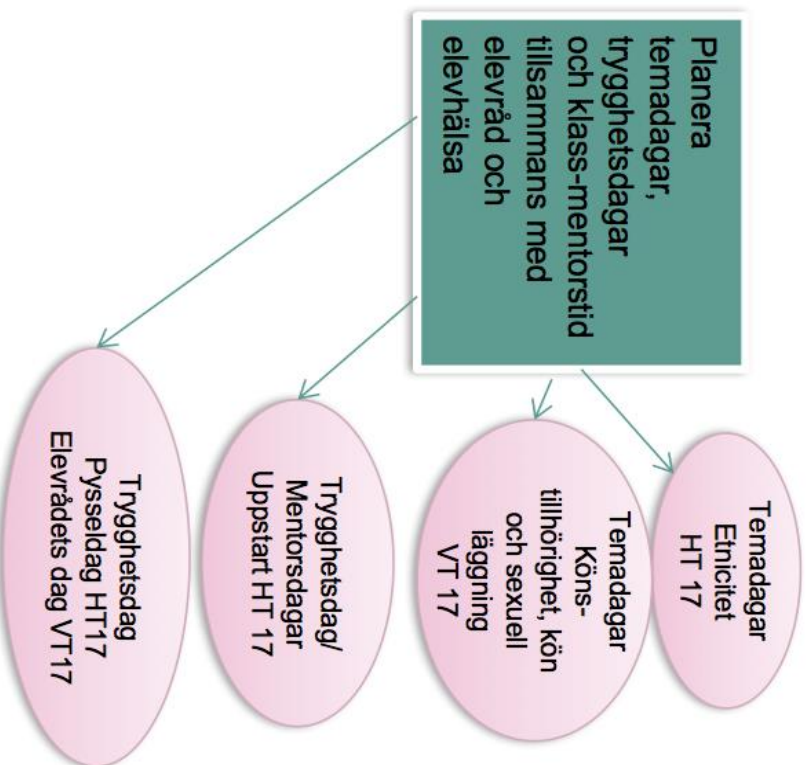 Planera
temadagar,
trygghetsdagar
och klass-mentorstid
tillsammans med
elevråd och
elevhälsa
Temadagar
Etnicitet
HT 17
Temadagar
Köns-
tillhörighet, kön
och sexuell
läggning
VT 17
Trygghetsdag/
Mentorsdagar
Uppstart HT 17
Trygghetsdag
Pysseldag HT17
Elevrådets dag VT17